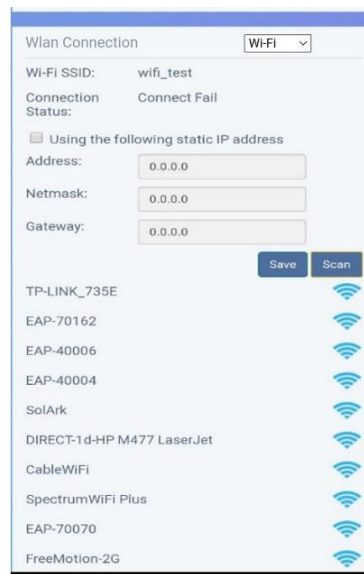 Wlan Connection Wi-Fi
Wi-Fi SSID: wifi_test
Connection Status: Connect Fail
Using the following static IP address
Address: 0.0.0.0
Netmask: 0.0.0.0
Gateway: 0.0.0.0
Save Scan
TP-LINK_735E
EAP-70162
EAP-40006
EAP-40004
SolArk
DIRECT-1d-HP M477 LaserJet
CableWiFi
SpectrumWiFi Plus
EAP-70070
FreeMotion-2G